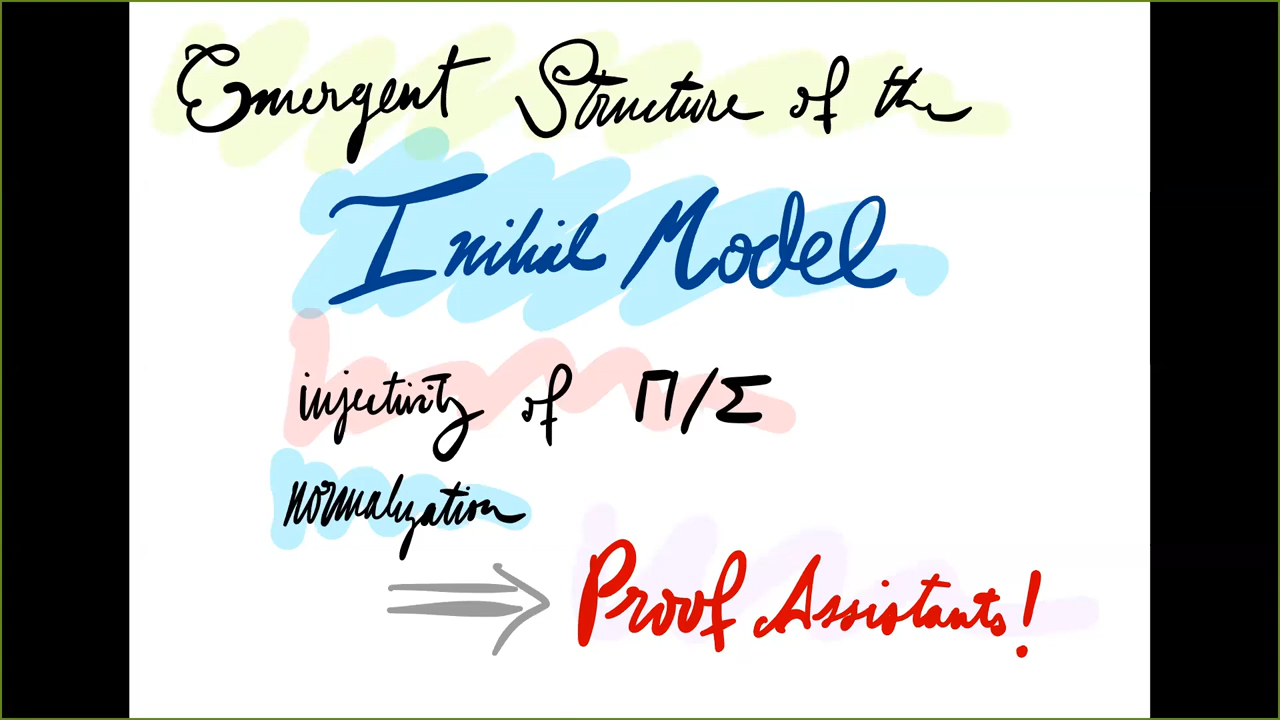 Emergent Structure of the
Initial Model
injectivity of Π/Σ
normalization
⇒ Proof Assistants!